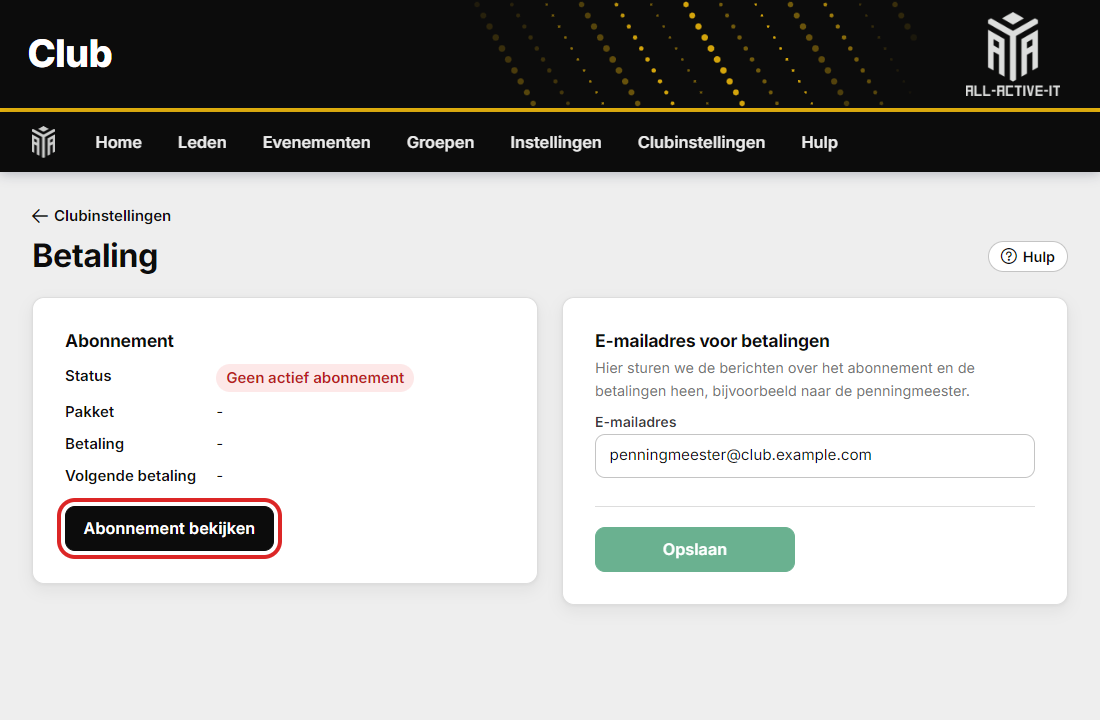 Club
ALL-ACTIVE-IT
Home Leden Evenementen Groepen Instellingen Clubinstellingen Hulp
← Clubinstellingen
Betaling
Hulp
Abonnement
Status Geen actief abonnement
Pakket -
Betaling -
Volgende betaling -
Abonnement bekijken
E-mailadres voor betalingen
Hier sturen we de berichten over het abonnement en de
betalingen heen, bijvoorbeeld naar de penningmeester.
E-mailadres
penningmeester@club.example.com
Opslaan